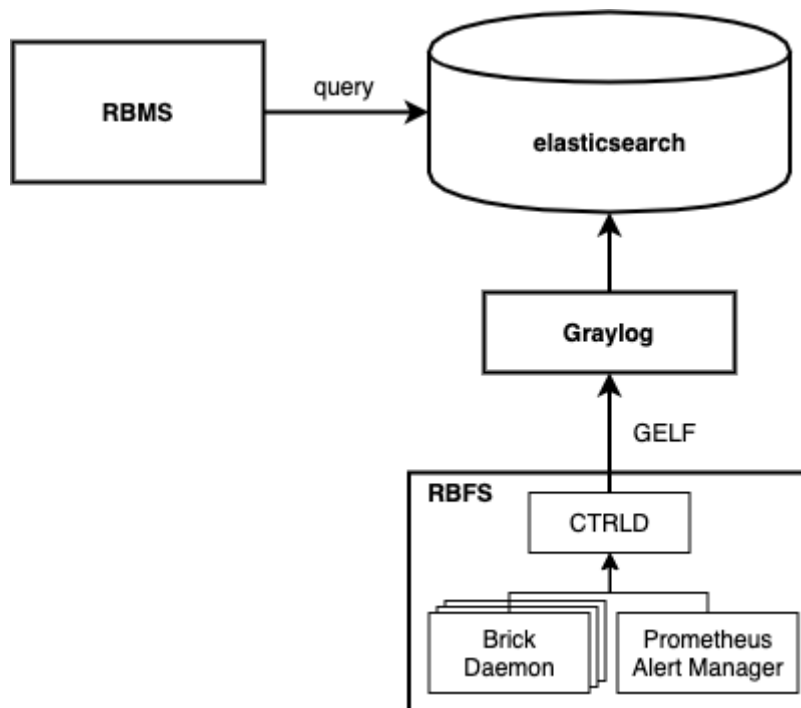 RBMS
query
elasticsearch
Graylog
GELF
RBFS
CTRLD
Brick
Daemon
Prometheus
Alert Manager